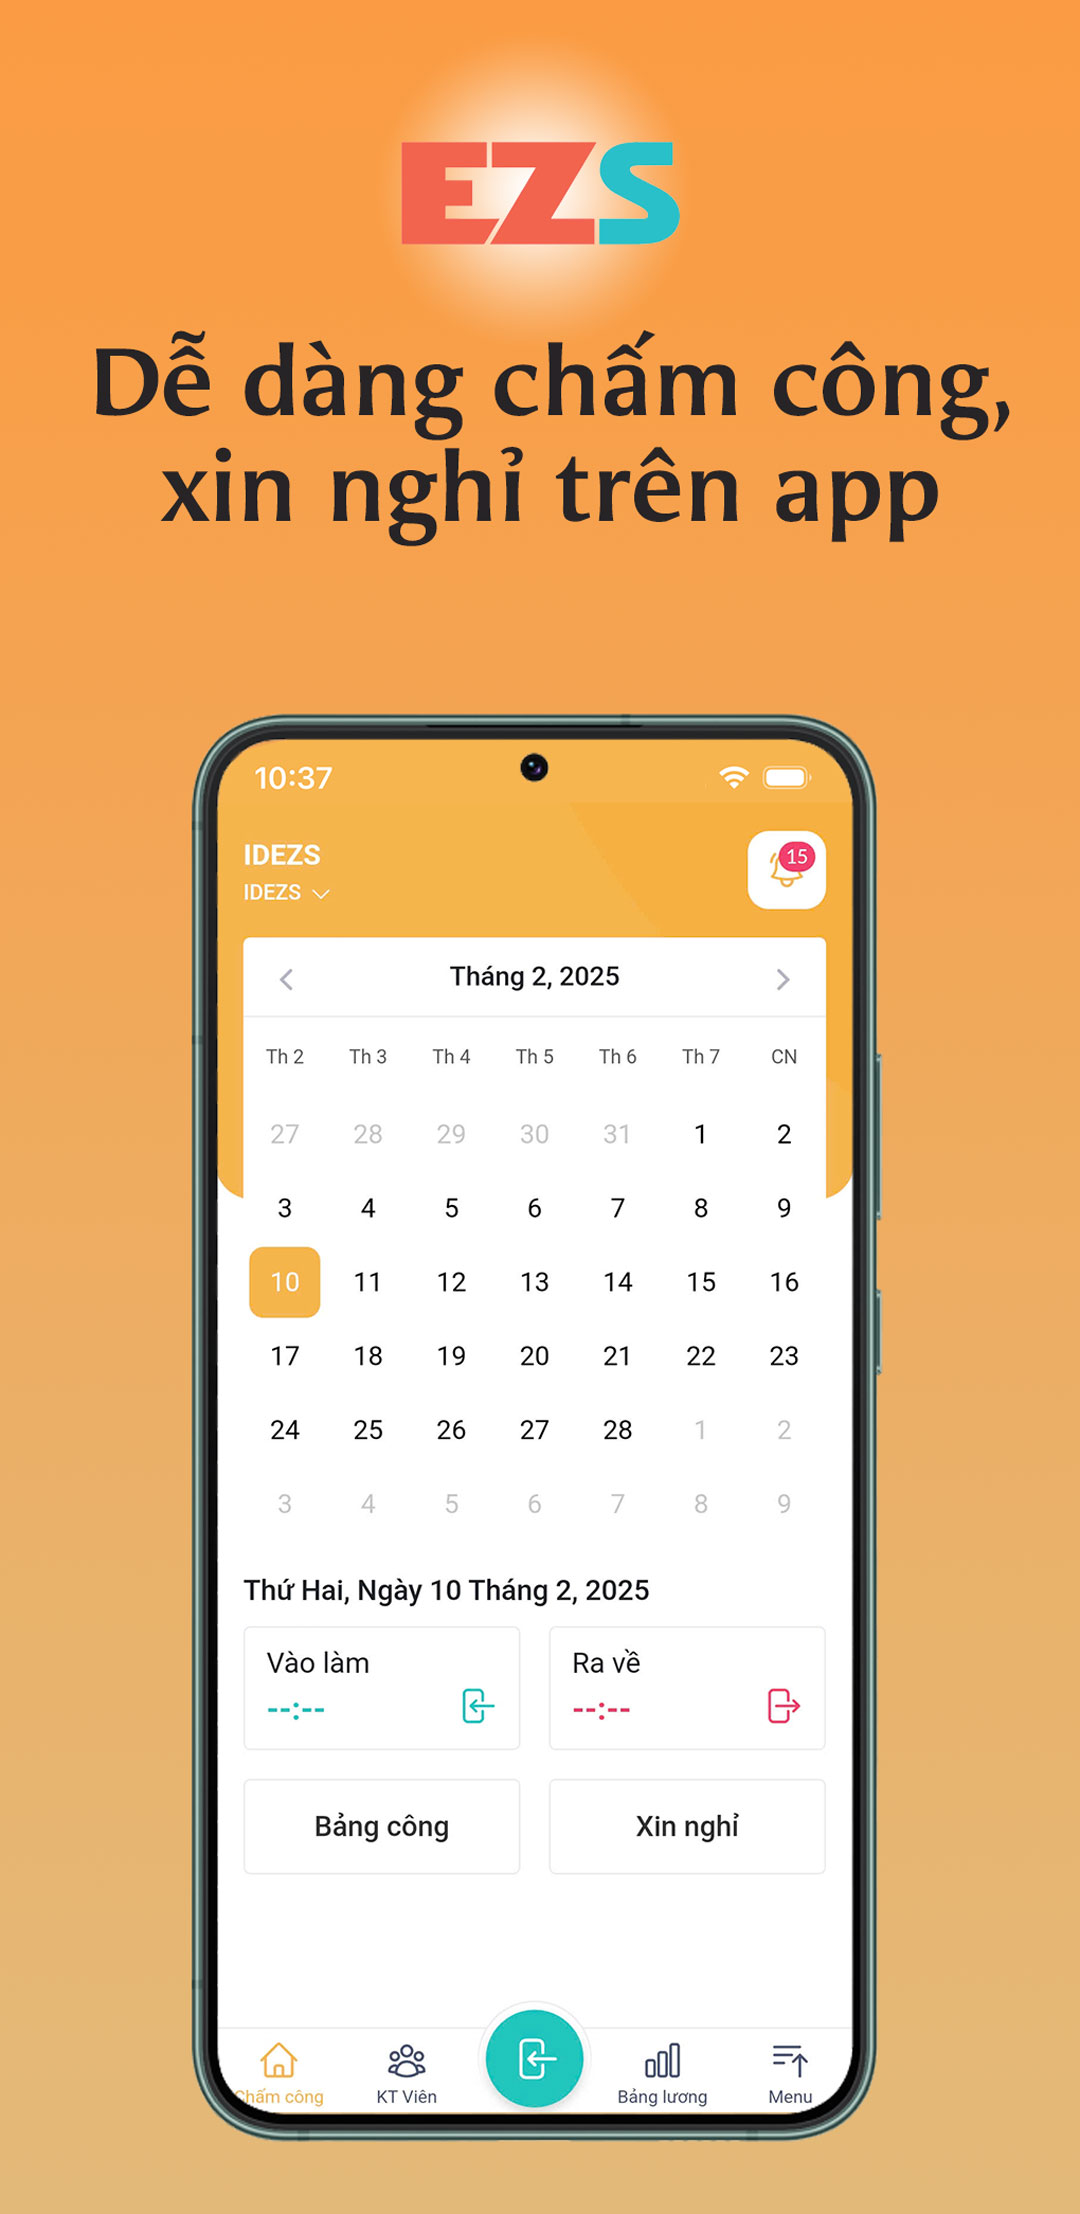 EZS
Dễ dàng chấm công,
xin nghỉ trên app
10:37
IDEZS
IDEZS
15
Tháng 2, 2025
Th 2 Th 3 Th 4 Th 5 Th 6 Th 7 CN
27 28 29 30 31 1 2
3 4 5 6 7 8 9
10 11 12 13 14 15 16
17 18 19 20 21 22 23
24 25 26 27 28 1 2
3 4 5 6 7 8 9
Thứ Hai, Ngày 10 Tháng 2, 2025
Vào làm Ra về
--:-- --:--
Bảng công Xin nghỉ
Chấm công KT Viên Bảng lương Menu